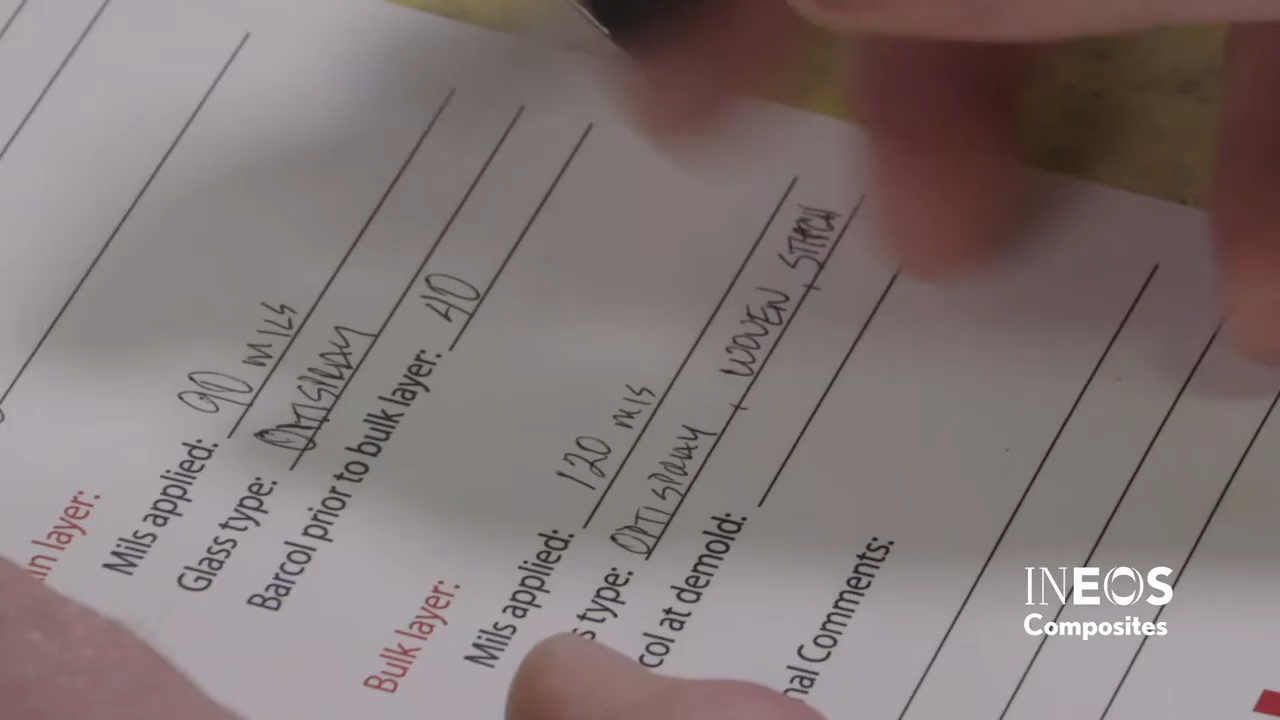 in layer:
Mils applied: 90 MILS
Glass type: OPTISPRAY
Barcol prior to bulk layer: 40
Bulk layer:
Mils applied: 120 MILS
s type: OPTISPRAY, WOVEN, STITCH
col at demold:
nal Comments:
INEOS
Composites